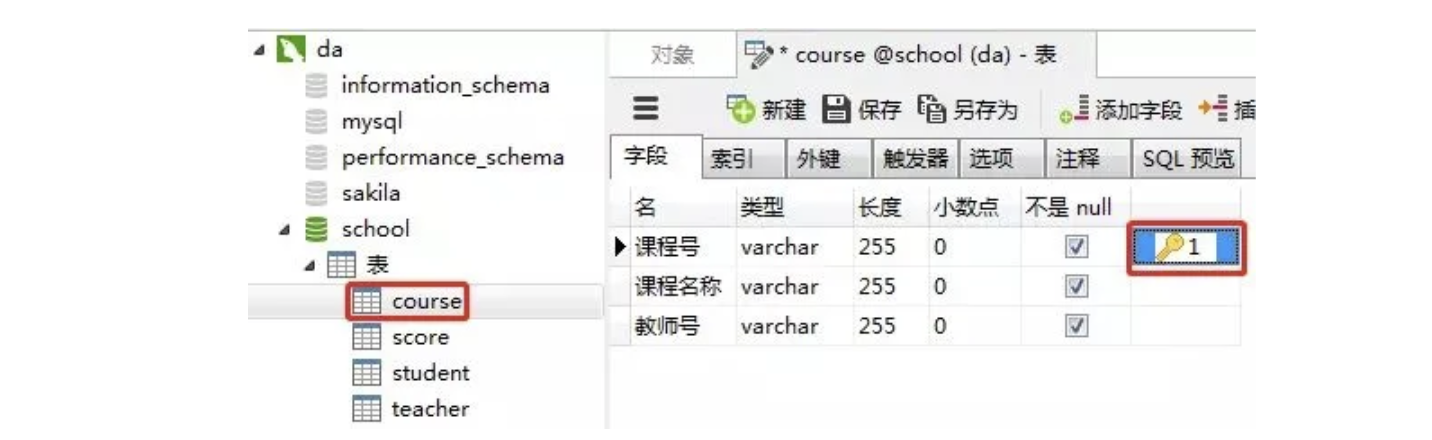 da
information_schema
mysql
performance_schema
sakila
school
表
course
score
student
teacher
对象 * course @school (da) - 表
新建 保存 另存为 添加字段 插
字段 索引 外键 触发器 选项 注释 SQL 预览
名 类型 长度 小数点 不是 null
课程号 varchar 255 0 1
课程名称 varchar 255 0
教师号 varchar 255 0